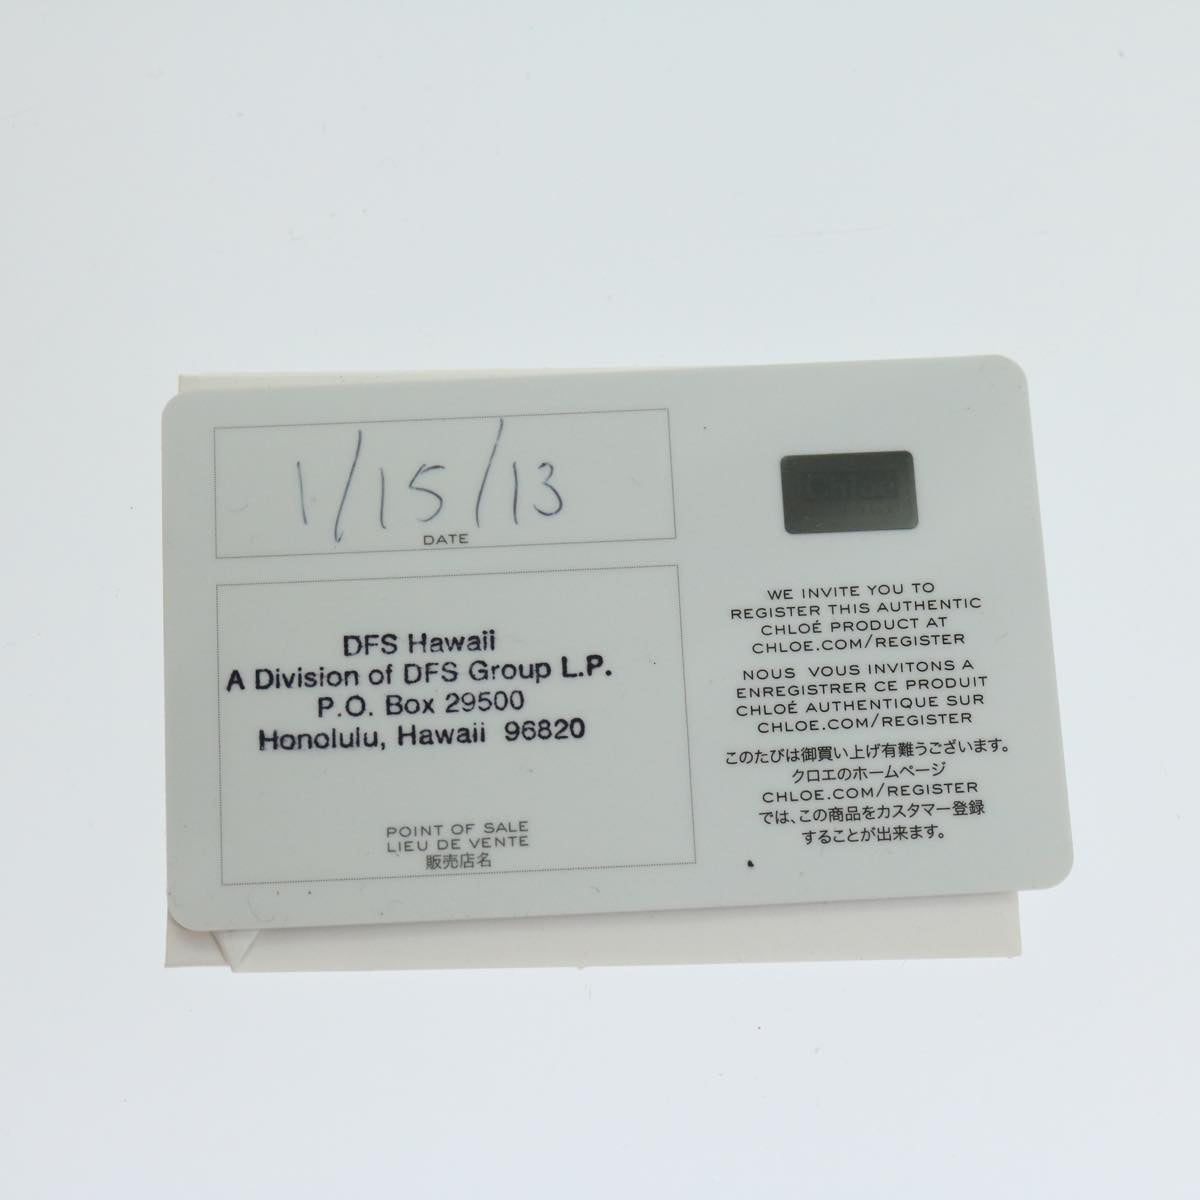 1/15/13
DATE
DFS Hawaii
A Division of DFS Group L.P.
P.O. Box 29500
Honolulu, Hawaii 96820
POINT OF SALE
LIEU DE VENTE
販売店名
Chloé
WE INVITE YOU TO
REGISTER THIS AUTHENTIC
CHLOÉ PRODUCT AT
CHLOE.COM/REGISTER
NOUS VOUS INVITONS A
ENREGISTRER CE PRODUIT
CHLOÉ AUTHENTIQUE SUR
CHLOE.COM/REGISTER
このたびは御買い上げ有難うございます。
クロエのホームページ
CHLOE.COM/REGISTER
では、この商品をカスタマー登録
することが出来ます。